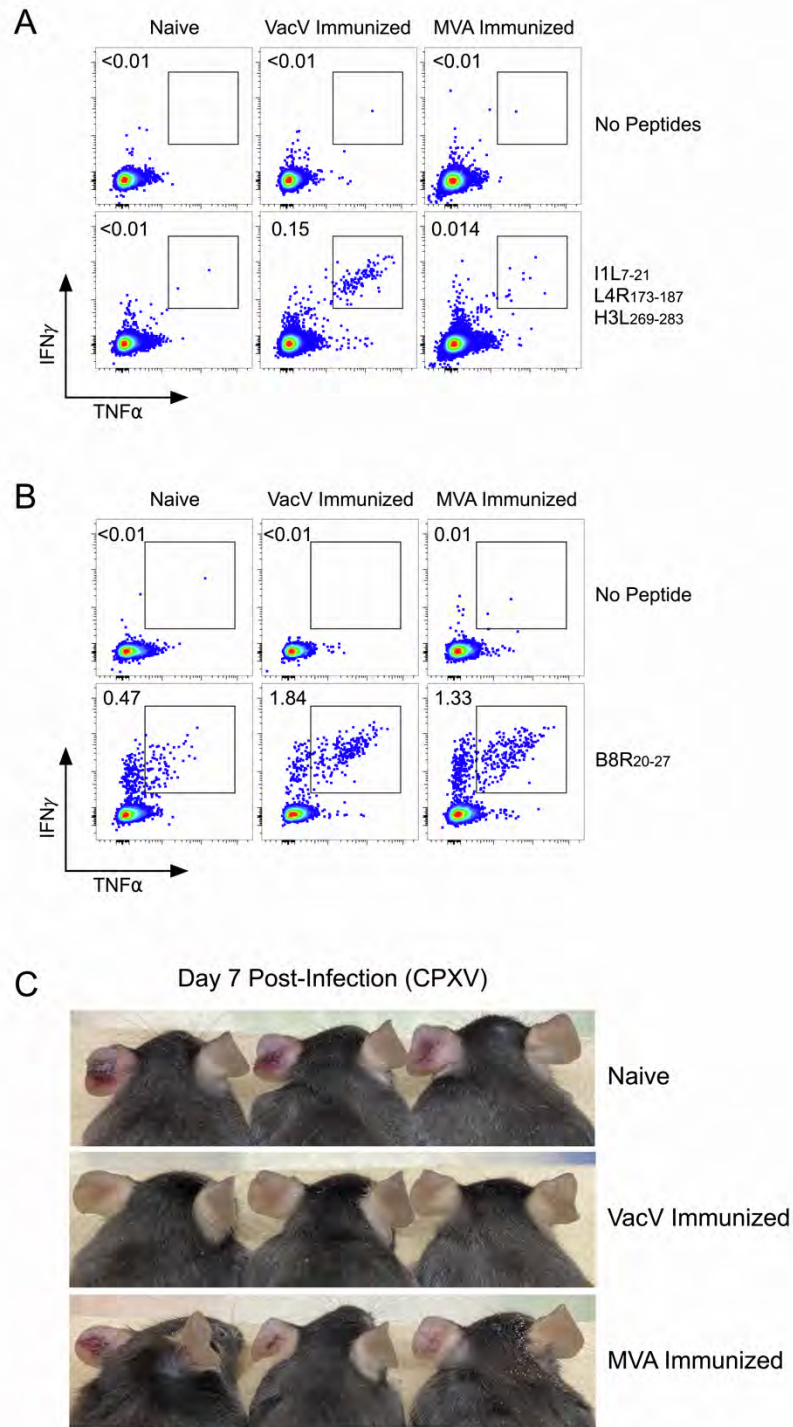 A
Naive VacV Immunized MVA Immunized
<0.01 <0.01 <0.01
No Peptides
<0.01 0.15 0.014
I1L7-21
L4R173-187
H3L269-283
IFNγ
TNFα
B
Naive VacV Immunized MVA Immunized
<0.01 <0.01 0.01
No Peptide
0.47 1.84 1.33
B8R20-27
IFNγ
TNFα
C
Day 7 Post-Infection (CPXV)
Naive
VacV Immunized
MVA Immunized